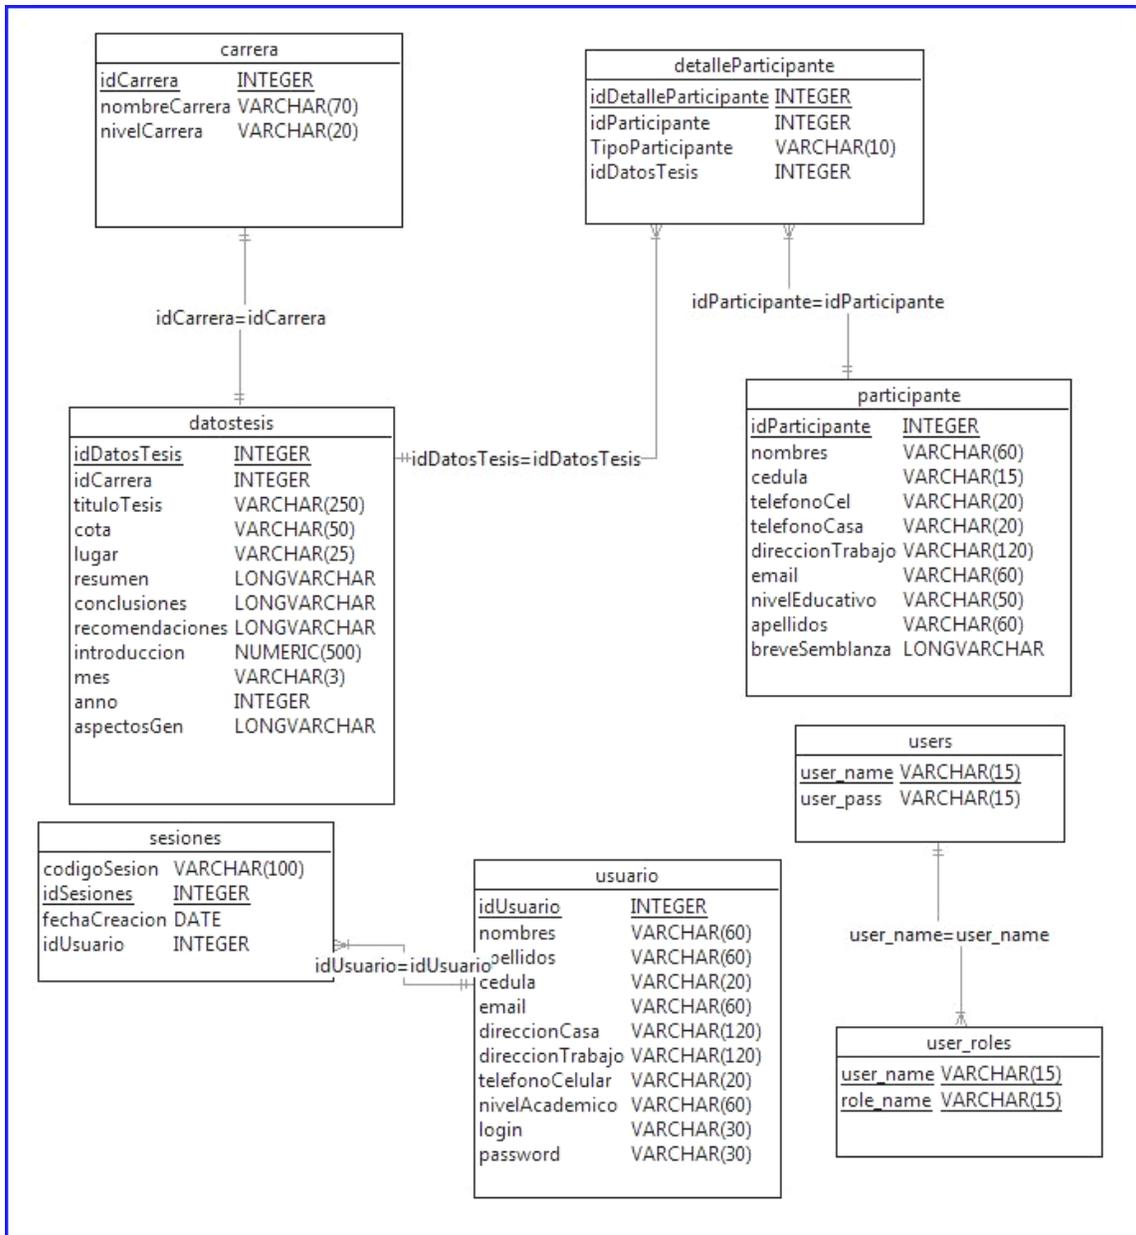 carrera
idCarrera INTEGER
nombreCarrera VARCHAR(70)
nivelCarrera VARCHAR(20)
detalleParticipante
idDetalleParticipante INTEGER
idParticipante INTEGER
TipoParticipante VARCHAR(10)
idDatosTesis INTEGER
idCarrera=idCarrera
idParticipante=idParticipante
datostesis
idDatosTesis INTEGER
idCarrera INTEGER
tituloTesis VARCHAR(250)
cota VARCHAR(50)
lugar VARCHAR(25)
resumen LONGVARCHAR
conclusiones LONGVARCHAR
recomendaciones LONGVARCHAR
introduccion NUMERIC(500)
mes VARCHAR(3)
anno INTEGER
aspectosGen LONGVARCHAR
idDatosTesis=idDatosTesis
participante
idParticipante INTEGER
nombres VARCHAR(60)
cedula VARCHAR(15)
telefonoCel VARCHAR(20)
telefonoCasa VARCHAR(20)
direccionTrabajo VARCHAR(120)
email VARCHAR(60)
nivelEducativo VARCHAR(50)
apellidos VARCHAR(60)
breveSemblanza LONGVARCHAR
users
user_name VARCHAR(15)
user_pass VARCHAR(15)
sesiones
codigoSesion VARCHAR(100)
idSesiones INTEGER
fechaCreacion DATE
idUsuario INTEGER
idUsuario=idUsuario
usuario
idUsuario INTEGER
nombres VARCHAR(60)
pellidos VARCHAR(60)
cedula VARCHAR(20)
email VARCHAR(60)
direccionCasa VARCHAR(120)
direccionTrabajo VARCHAR(120)
telefonoCelular VARCHAR(20)
nivelAcademico VARCHAR(60)
login VARCHAR(30)
password VARCHAR(30)
user_name=user_name
user_roles
user_name VARCHAR(15)
role_name VARCHAR(15)